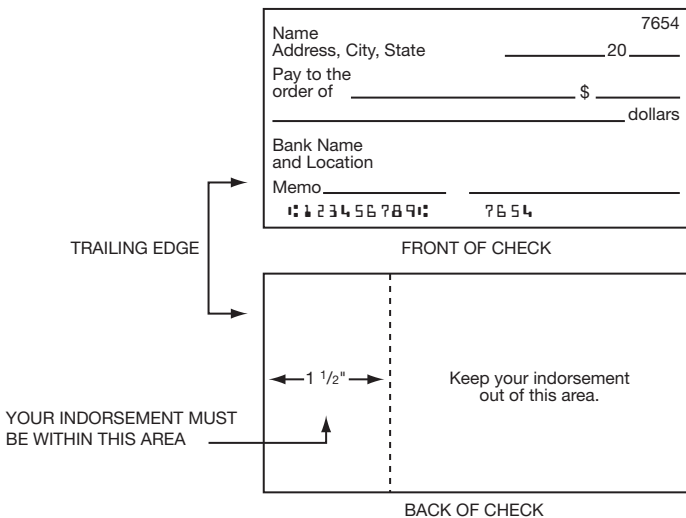 7654
Name
Address, City, State 20
Pay to the
order of $
dollars
Bank Name
and Location
Memo
⑆123456789⑆ 7654
TRAILING EDGE
FRONT OF CHECK
1 1/2"
Keep your indorsement
out of this area.
YOUR INDORSEMENT MUST
BE WITHIN THIS AREA
BACK OF CHECK